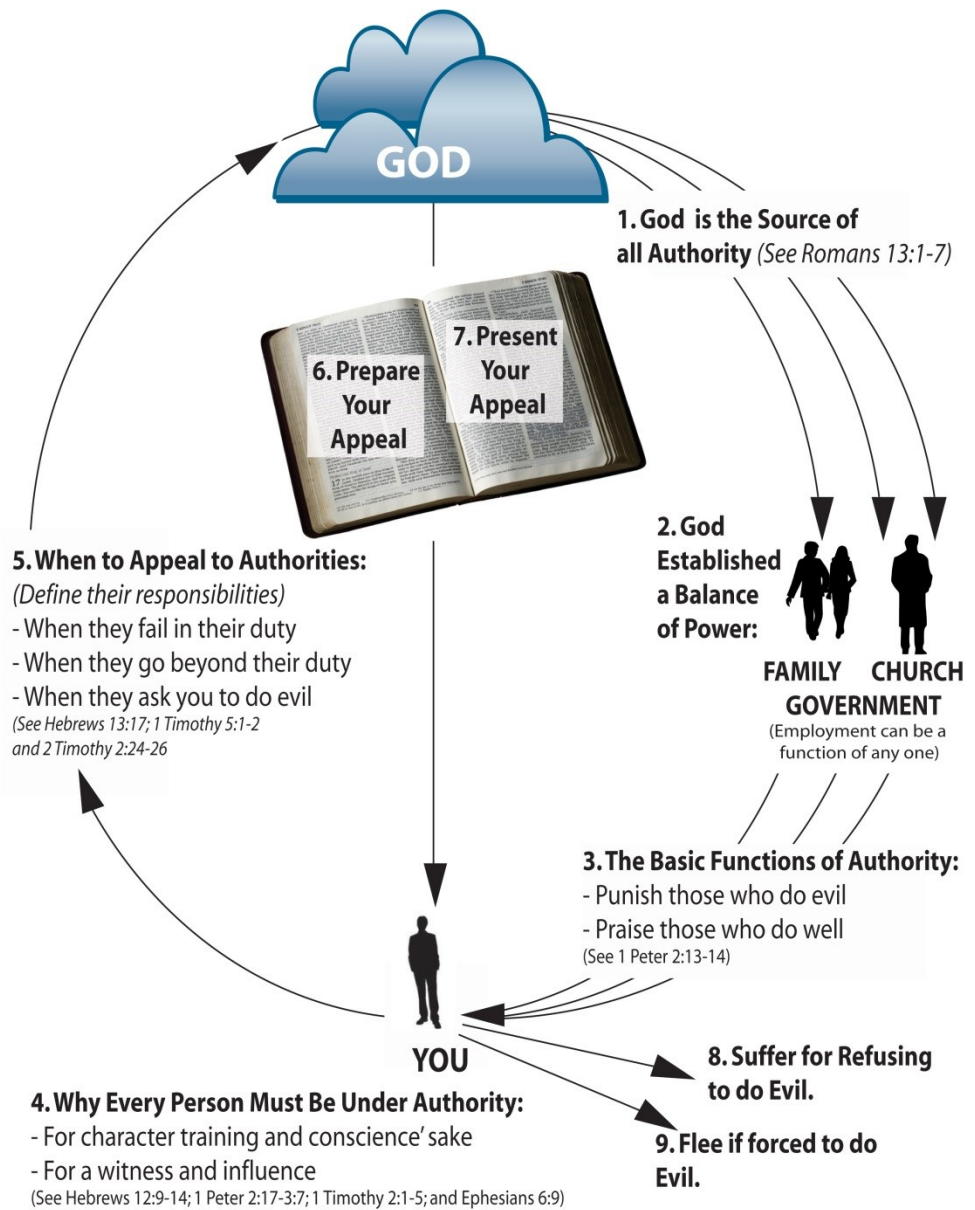 GOD
1. God is the Source of
all Authority (See Romans 13:1-7)
6. Prepare
Your
Appeal
7. Present
Your
Appeal
2. God
Established
a Balance
of Power:
FAMILY CHURCH
GOVERNMENT
(Employment can be a
function of any one)
3. The Basic Functions of Authority:
- Punish those who do evil
- Praise those who do well
(See 1 Peter 2:13-14)
YOU
4. Why Every Person Must Be Under Authority:
- For character training and conscience' sake
- For a witness and influence
(See Hebrews 12:9-14; 1 Peter 2:17-3:7; 1 Timothy 2:1-5; and Ephesians 6:9)
5. When to Appeal to Authorities:
(Define their responsibilities)
- When they fail in their duty
- When they go beyond their duty
- When they ask you to do evil
(See Hebrews 13:17; 1 Timothy 5:1-2
and 2 Timothy 2:24-26
8. Suffer for Refusing
to do Evil.
9. Flee if forced to do
Evil.